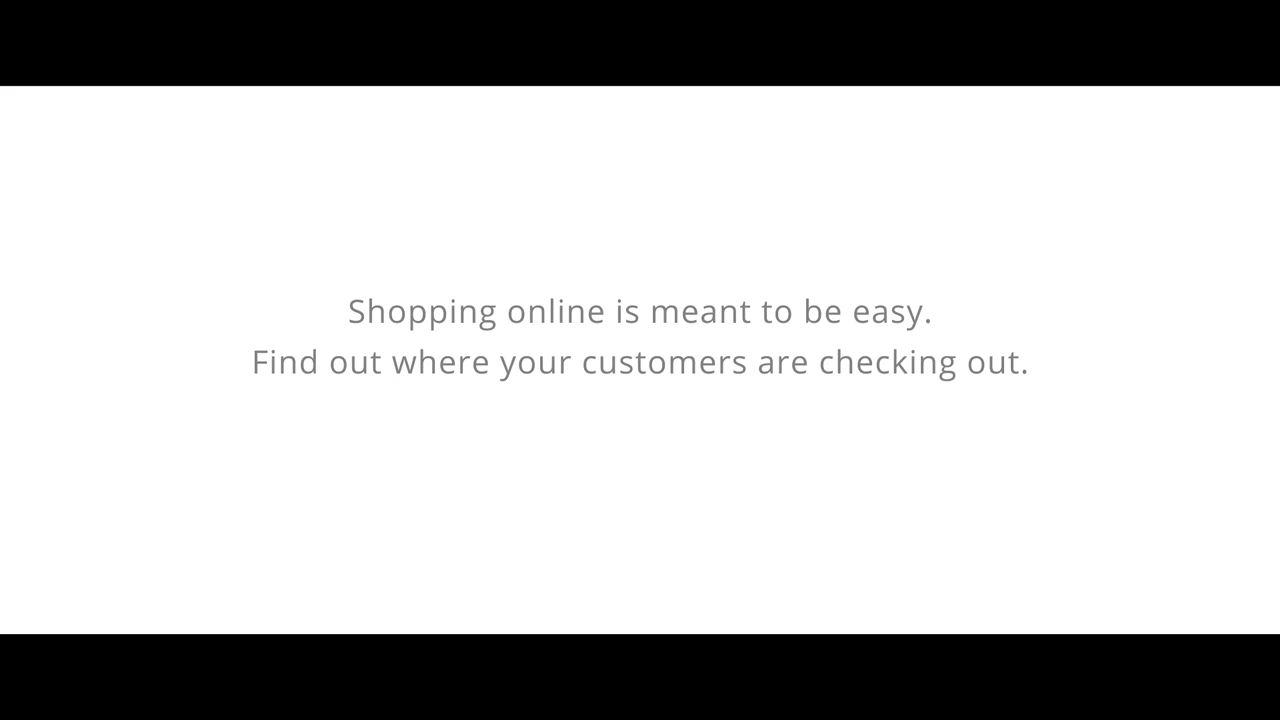 Shopping online is meant to be easy.
Find out where your customers are checking out.